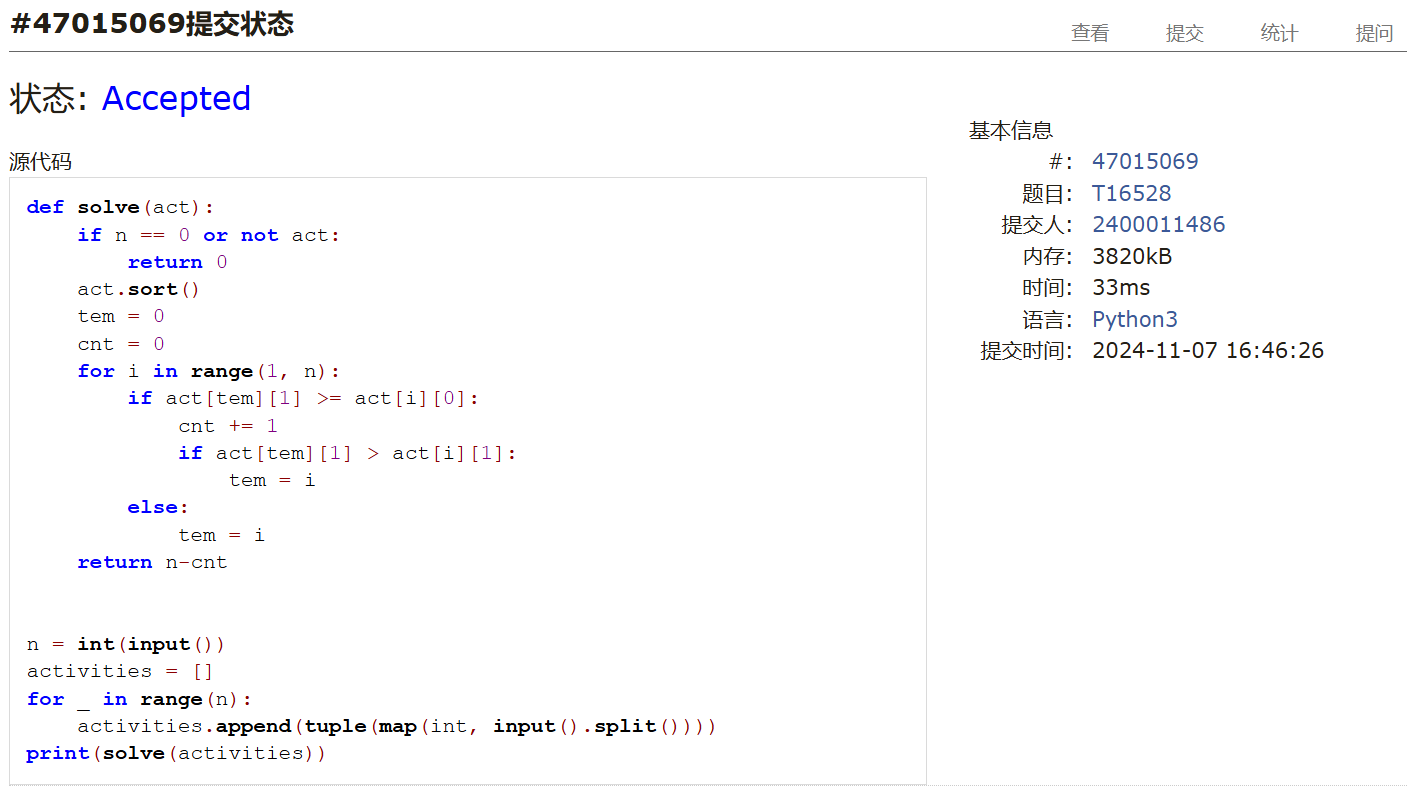 #47015069提交状态
查看 提交 统计 提问
状态: Accepted
源代码
def solve(act):
    if n == 0 or not act:
        return 0
    act.sort()
    tem = 0
    cnt = 0
    for i in range(1, n):
        if act[tem][1] >= act[i][0]:
            cnt += 1
            if act[tem][1] > act[i][1]:
                tem = i
        else:
            tem = i
    return n-cnt
n = int(input())
activities = []
for _ in range(n):
    activities.append(tuple(map(int, input().split())))
print(solve(activities))
基本信息
#: 47015069
题目: T16528
提交人: 2400011486
内存: 3820kB
时间: 33ms
语言: Python3
提交时间: 2024-11-07 16:46:26